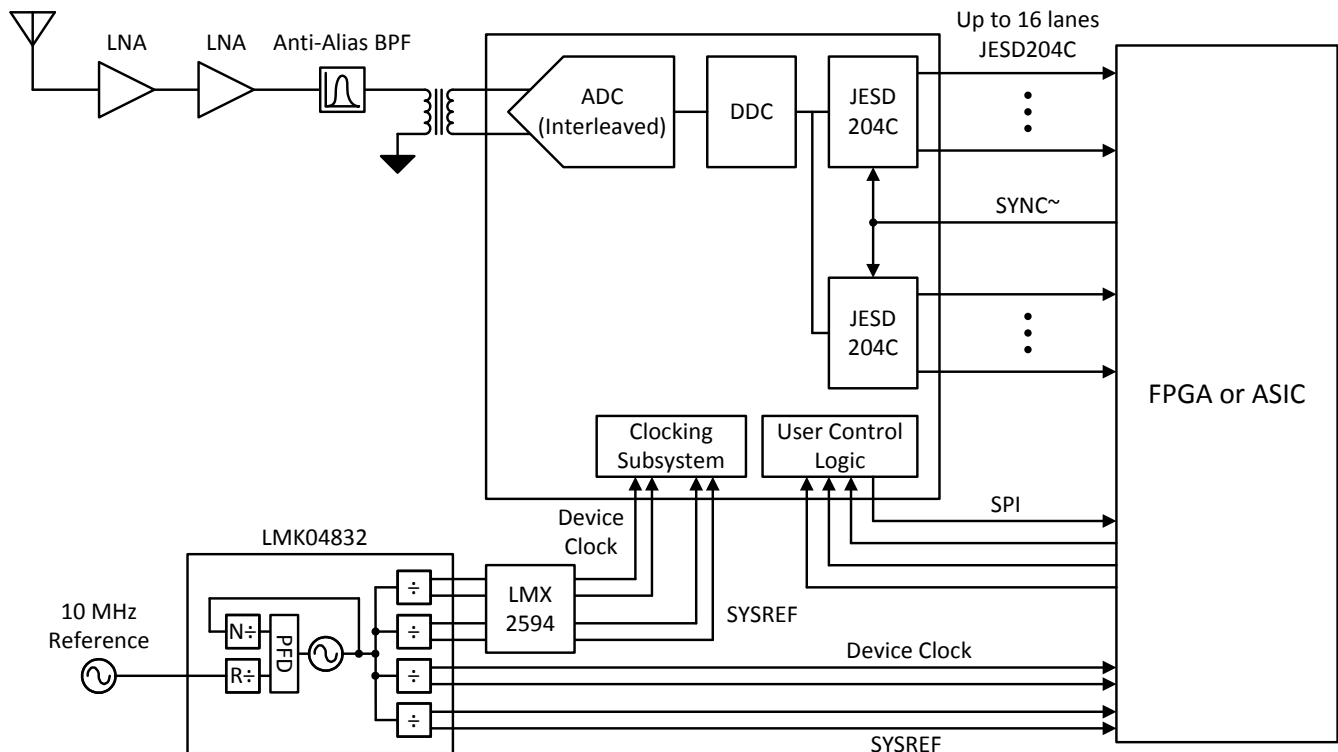 Up to 16 lanes
JESD204C
LNA
LNA
Anti-Alias BPF
ADC
(Interleaved)
DDC
JESD
204C
SYNC~
JESD
204C
FPGA or ASIC
Clocking
Subsystem
User Control
Logic
SPI
Device
Clock
LMK04832
LMX
2594
SYSREF
10 MHz
Reference
N÷
R÷
PFD
÷
÷
÷
÷
Device Clock
SYSREF